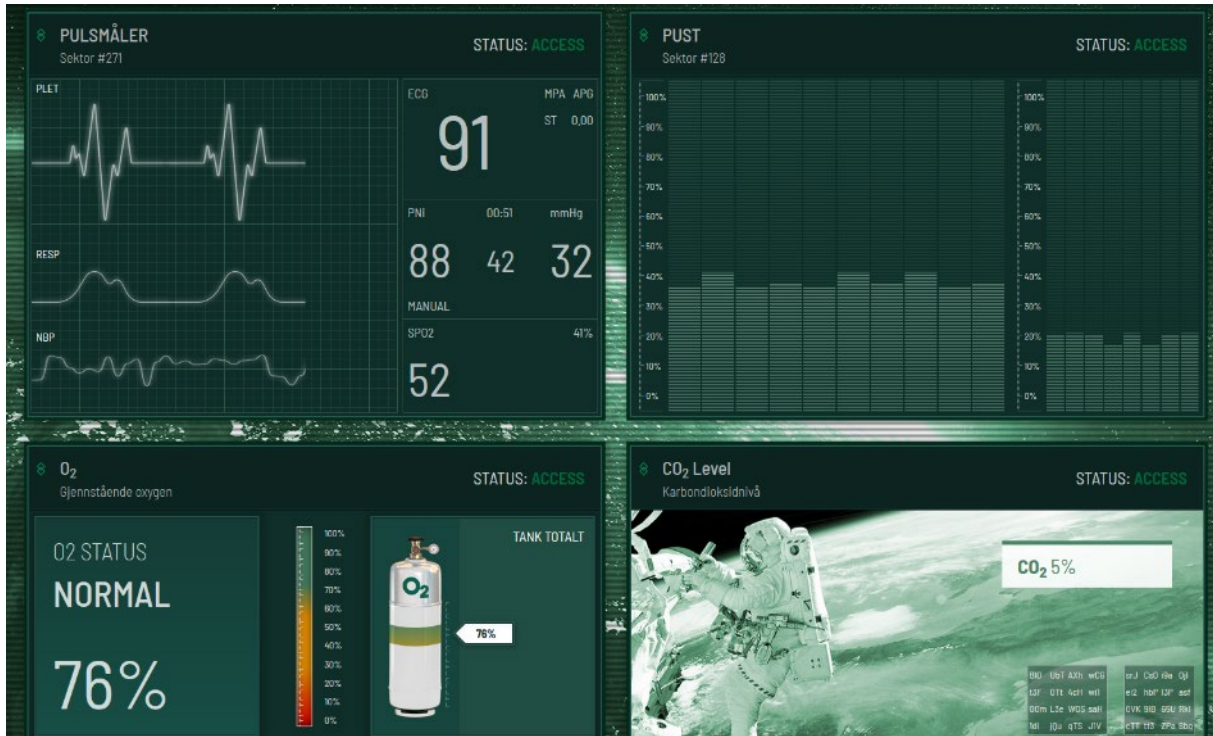 PULSMÅLER
Sektor #271
STATUS: ACCESS
PLET
RESP
NBP
ECG
MPA APG
91
ST 0,00
PNI 00:51 mmHg
88 42 32
MANUAL
SPO2 41%
52
PUST
Sektor #128
STATUS: ACCESS
100%
90%
80%
70%
60%
50%
40%
30%
20%
10%
0%
100%
90%
80%
70%
60%
50%
40%
30%
20%
10%
0%
O2
Gjennstående oxygen
STATUS: ACCESS
O2 STATUS
NORMAL
76%
100%
90%
80%
70%
60%
50%
40%
30%
20%
10%
0%
O2
TANK TOTALT
76%
CO2 Level
Karbondioksidnivå
STATUS: ACCESS
CO2 5%